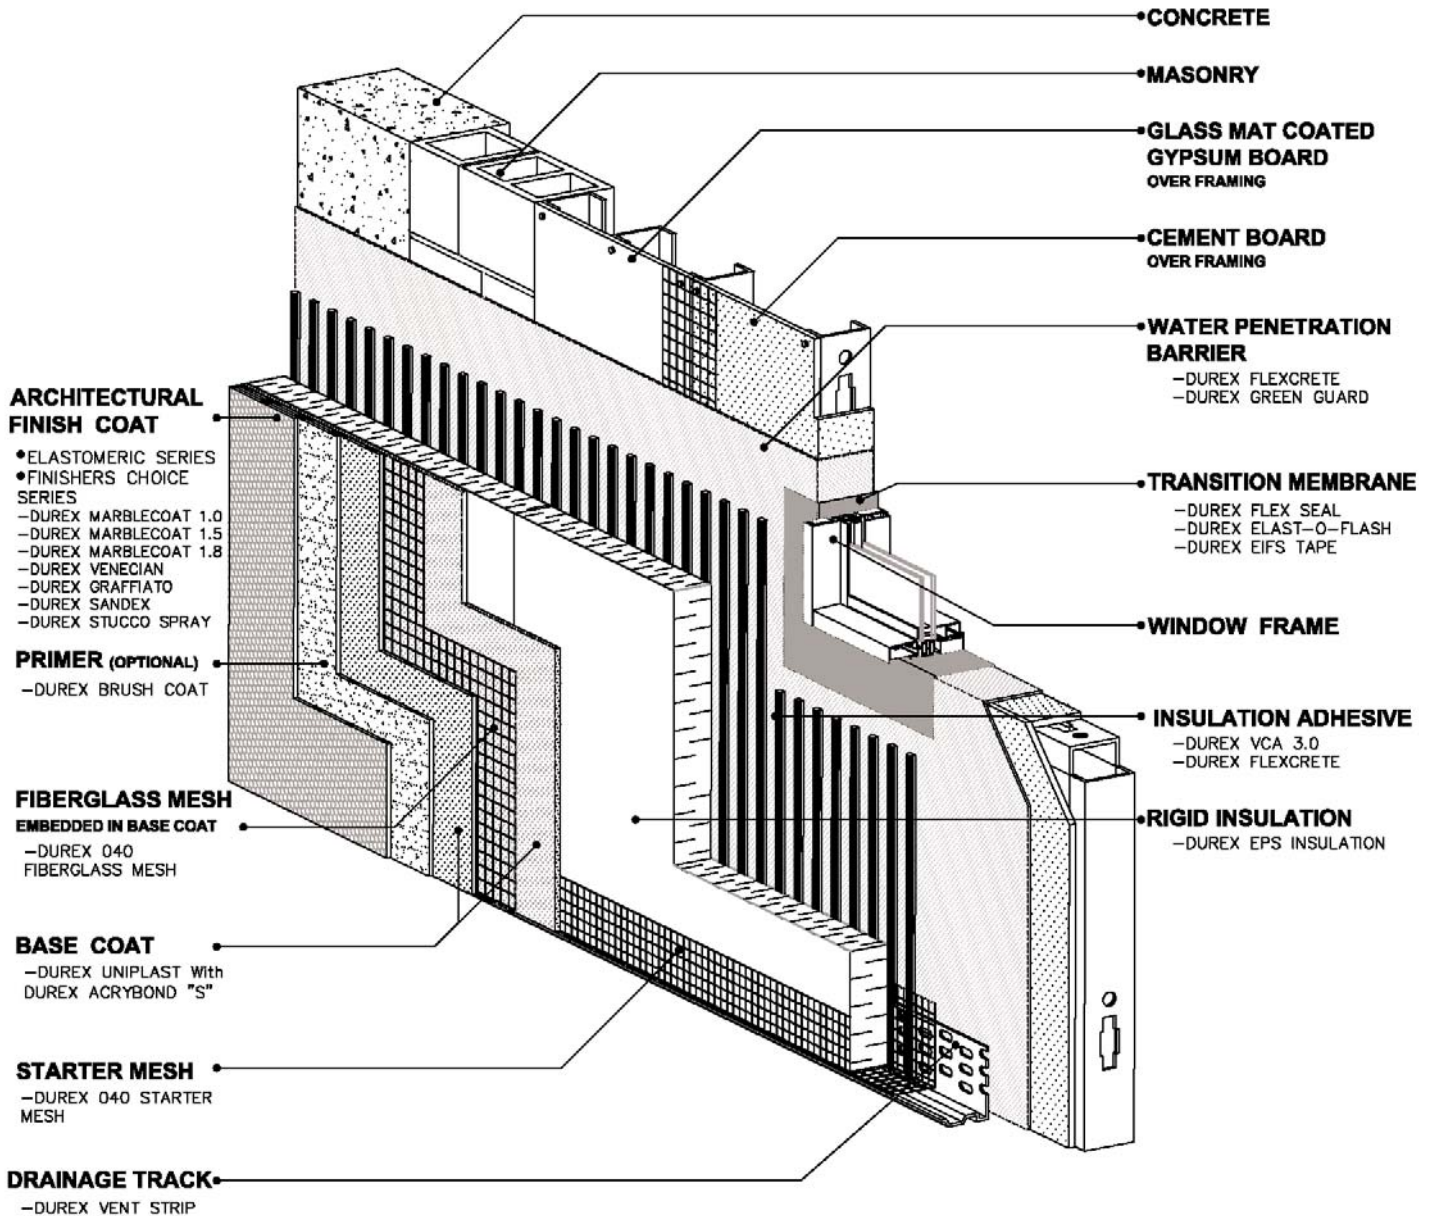 CONCRETE
MASONRY
GLASS MAT COATED
GYPSUM BOARD
OVER FRAMING
CEMENT BOARD
OVER FRAMING
WATER PENETRATION
BARRIER
-DUREX FLEXCRETE
-DUREX GREEN GUARD
TRANSITION MEMBRANE
-DUREX FLEX SEAL
-DUREX ELAST-O-FLASH
-DUREX EIFS TAPE
WINDOW FRAME
INSULATION ADHESIVE
-DUREX VCA 3.0
-DUREX FLEXCRETE
RIGID INSULATION
-DUREX EPS INSULATION
ARCHITECTURAL
FINISH COAT
•ELASTOMERIC SERIES
•FINISHERS CHOICE
SERIES
-DUREX MARBLECOAT 1.0
-DUREX MARBLECOAT 1.5
-DUREX MARBLECOAT 1.8
-DUREX VENECIAN
-DUREX GRAFFIATO
-DUREX SANDEX
-DUREX STUCCO SPRAY
PRIMER (OPTIONAL)
-DUREX BRUSH COAT
FIBERGLASS MESH
EMBEDDED IN BASE COAT
-DUREX 040
FIBERGLASS MESH
BASE COAT
-DUREX UNIPLAST With
DUREX ACRYBOND "S"
STARTER MESH
-DUREX 040 STARTER
MESH
DRAINAGE TRACK
-DUREX VENT STRIP